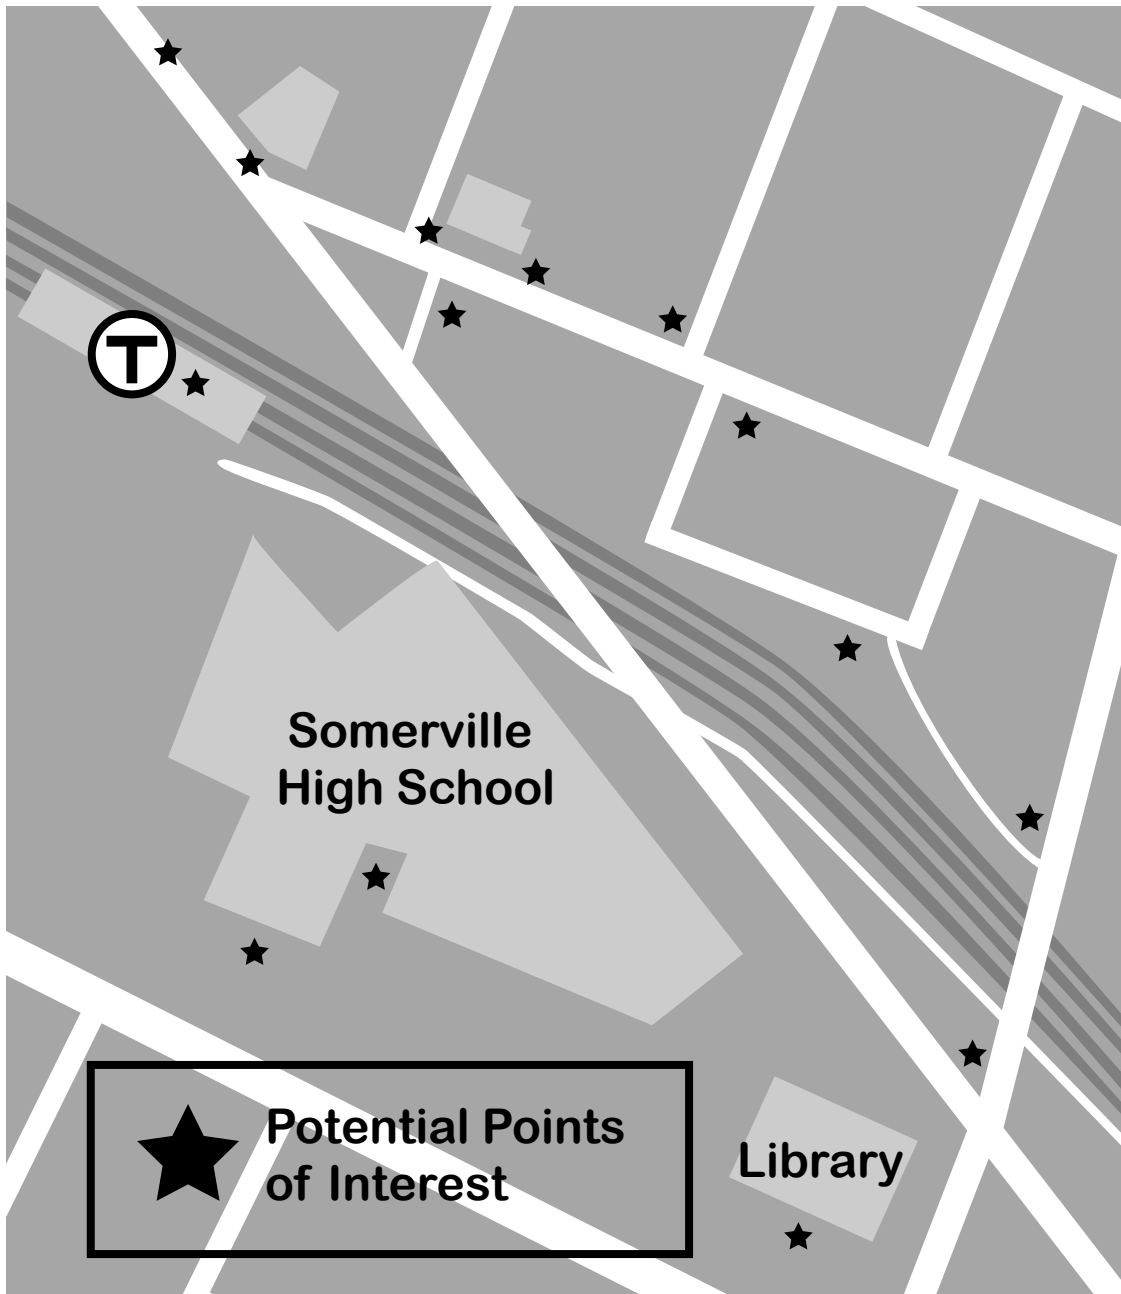 T
Somerville
High School
Potential Points
of Interest
Library